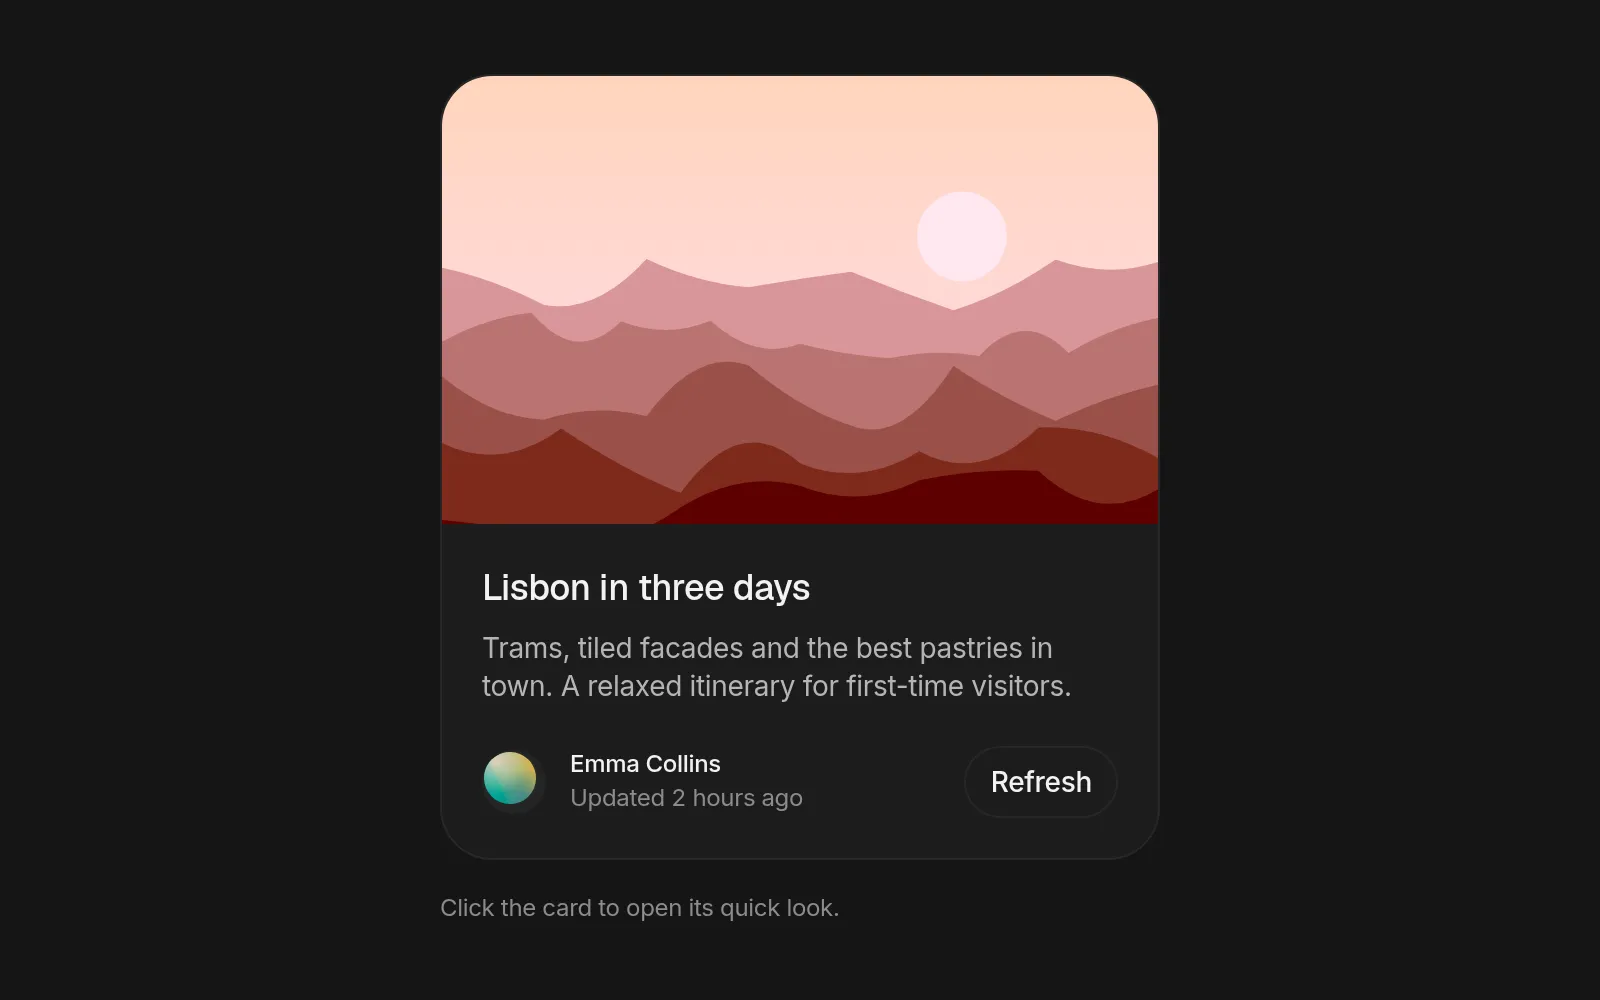 Lisbon in three days
Trams, tiled facades and the best pastries in
town. A relaxed itinerary for first-time visitors.
Emma Collins
Updated 2 hours ago
Refresh
Click the card to open its quick look.